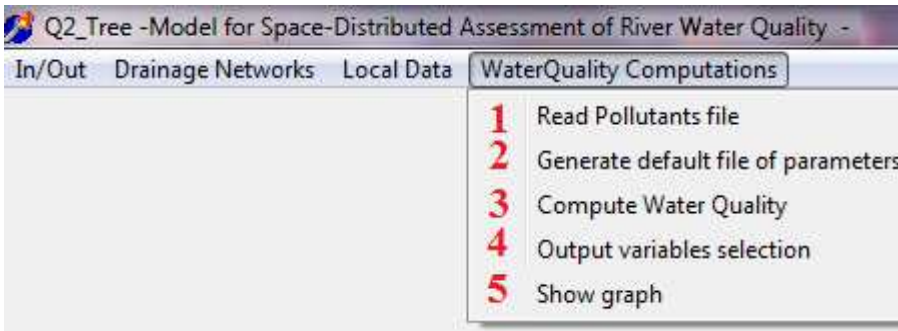 Q2_Tree -Model for Space-Distributed Assessment of River Water Quality -
In/Out Drainage Networks Local Data WaterQuality Computations
1 Read Pollutants file
2 Generate default file of parameters
3 Compute Water Quality
4 Output variables selection
5 Show graph